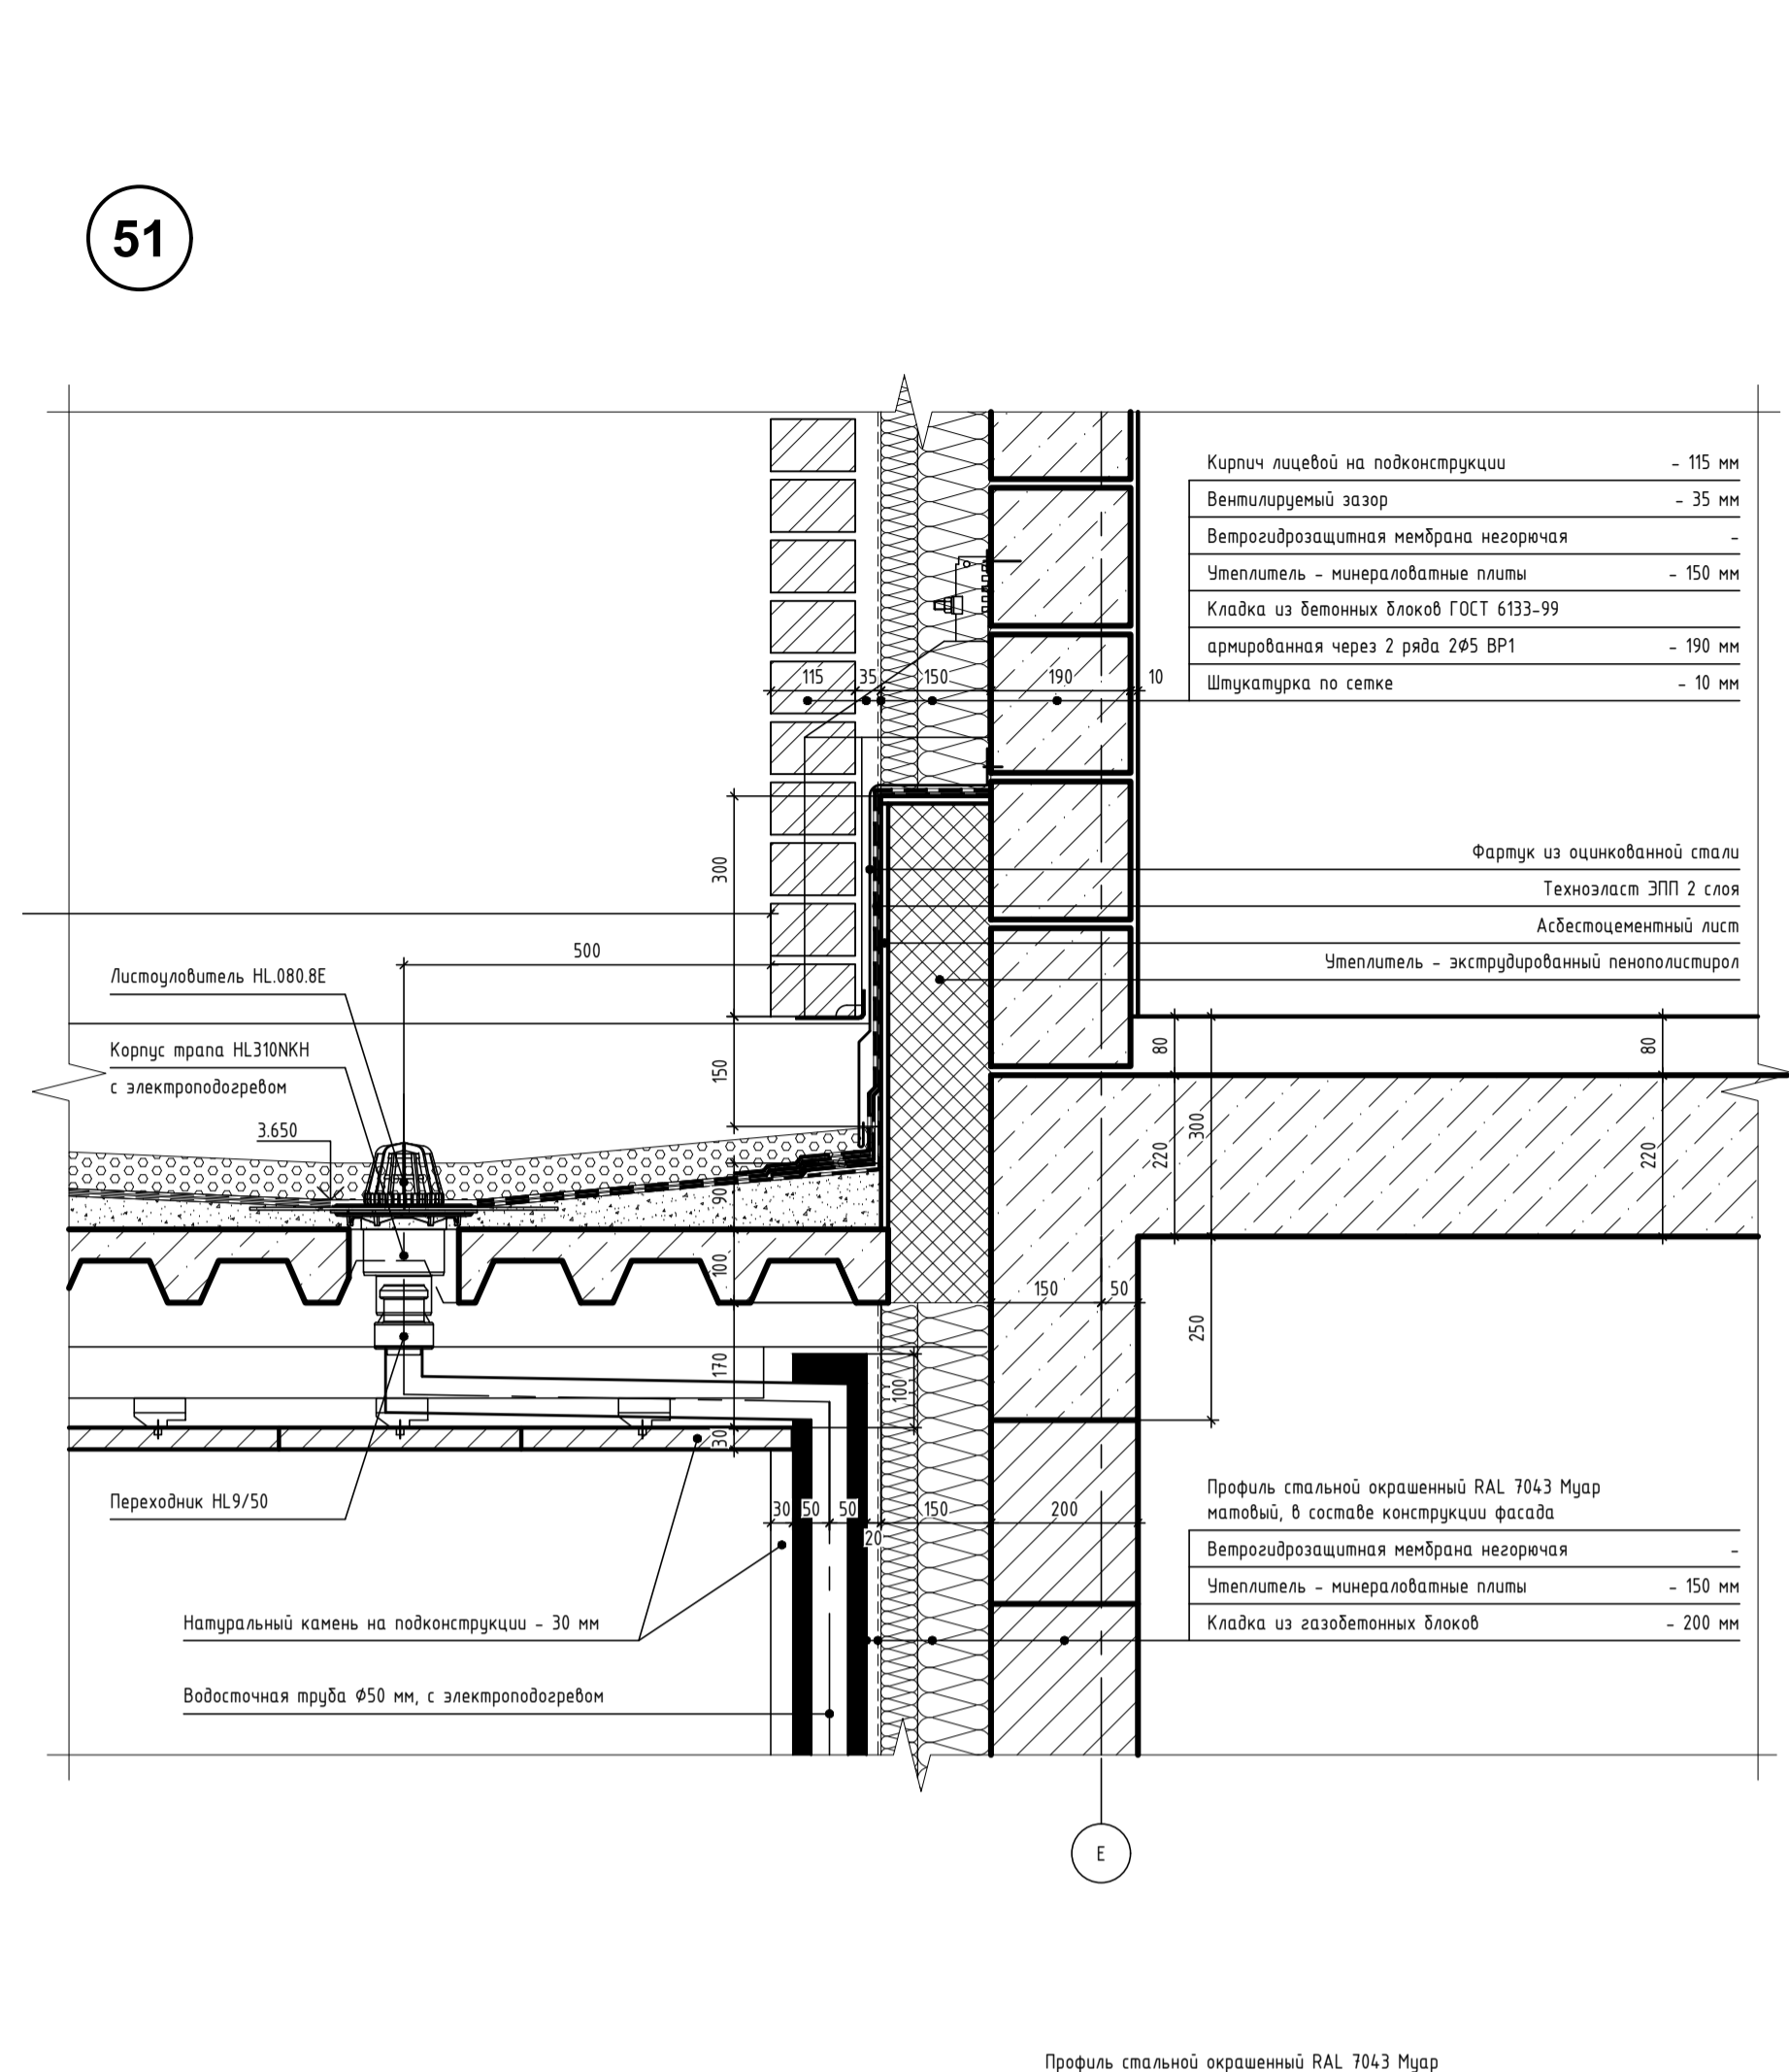 51
Кирпич лицевой на подконструкции - 115 мм
Вентилируемый зазор - 35 мм
Ветрогидрозащитная мембрана негорючая -
Утеплитель - минераловатные плиты - 150 мм
Кладка из бетонных блоков ГОСТ 6133-99
армированная через 2 ряда 2Ф5 ВР1 - 190 мм
Штукатурка по сетке - 10 мм
115 35 150 190 10
Фартук из оцинкованной стали
Техноэласт ЭПП 2 слоя
Асбестоцементный лист
Утеплитель - экструдированный пенополистирол
300
500
Листоуловитель HL.080.8E
Корпус трапа HL310NKH
с электроподогревом
3.650
150
90
100
170
30
80
220
300
250
80
220
150 50
100
Переходник HL9/50
30 50 50 20 150 200
Профиль стальной окрашенный RAL 7043 Муар
матовый, в составе конструкции фасада
Ветрогидрозащитная мембрана негорючая -
Утеплитель - минераловатные плиты - 150 мм
Кладка из газобетонных блоков - 200 мм
Натуральный камень на подконструкции - 30 мм
Водосточная труба Ф50 мм, с электроподогревом
Е
Профиль стальной окрашенный RAL 7043 Муар